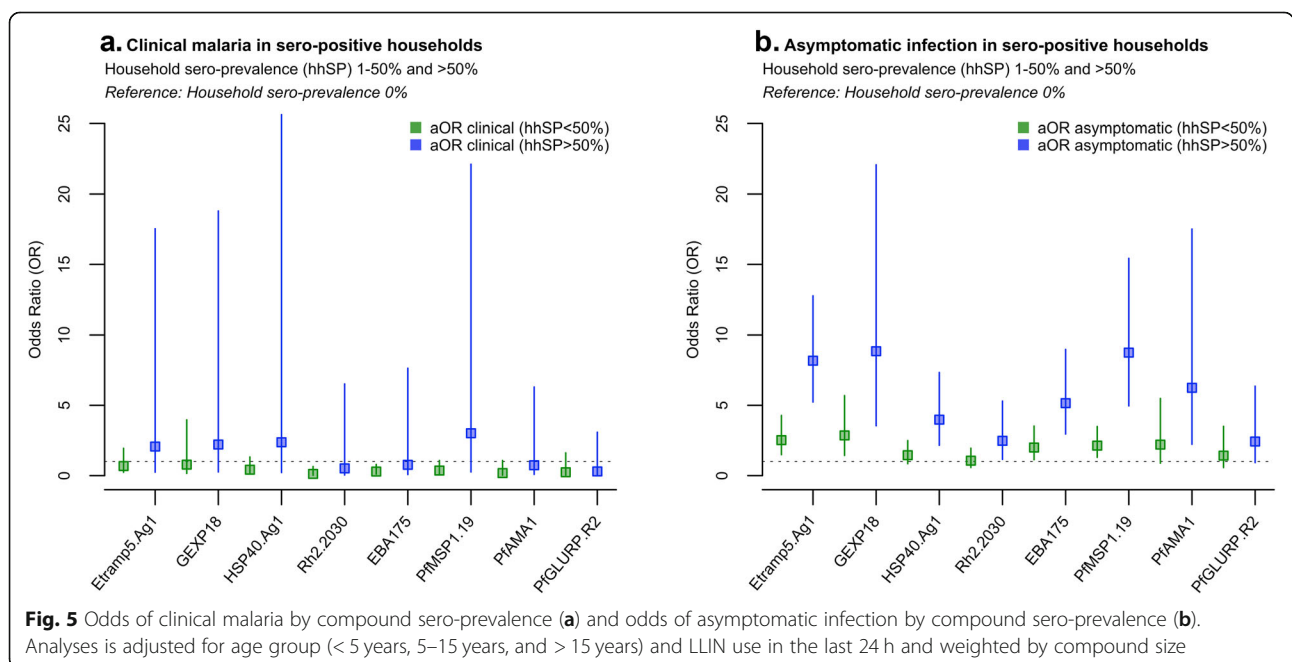 a. Clinical malaria in sero-positive households
Household sero-prevalence (hhSP) 1-50% and >50%
Reference: Household sero-prevalence 0%
aOR clinical (hhSP<50%)
aOR clinical (hhSP>50%)
Odds Ratio (OR)
25
20
15
10
5
0
Etramp5.Ag1
GEXP18
HSP40.Ag1
Rh2.2030
EBA175
PfMSP1.19
PfAMA1
PfGLURP.R2
b. Asymptomatic infection in sero-positive households
Household sero-prevalence (hhSP) 1-50% and >50%
Reference: Household sero-prevalence 0%
aOR asymptomatic (hhSP<50%)
aOR asymptomatic (hhSP>50%)
Odds Ratio (OR)
25
20
15
10
5
0
Etramp5.Ag1
GEXP18
HSP40.Ag1
Rh2.2030
EBA175
PfMSP1.19
PfAMA1
PfGLURP.R2
Fig. 5 Odds of clinical malaria by compound sero-prevalence (a) and odds of asymptomatic infection by compound sero-prevalence (b).
Analyses is adjusted for age group (< 5 years, 5–15 years, and > 15 years) and LLIN use in the last 24 h and weighted by compound size